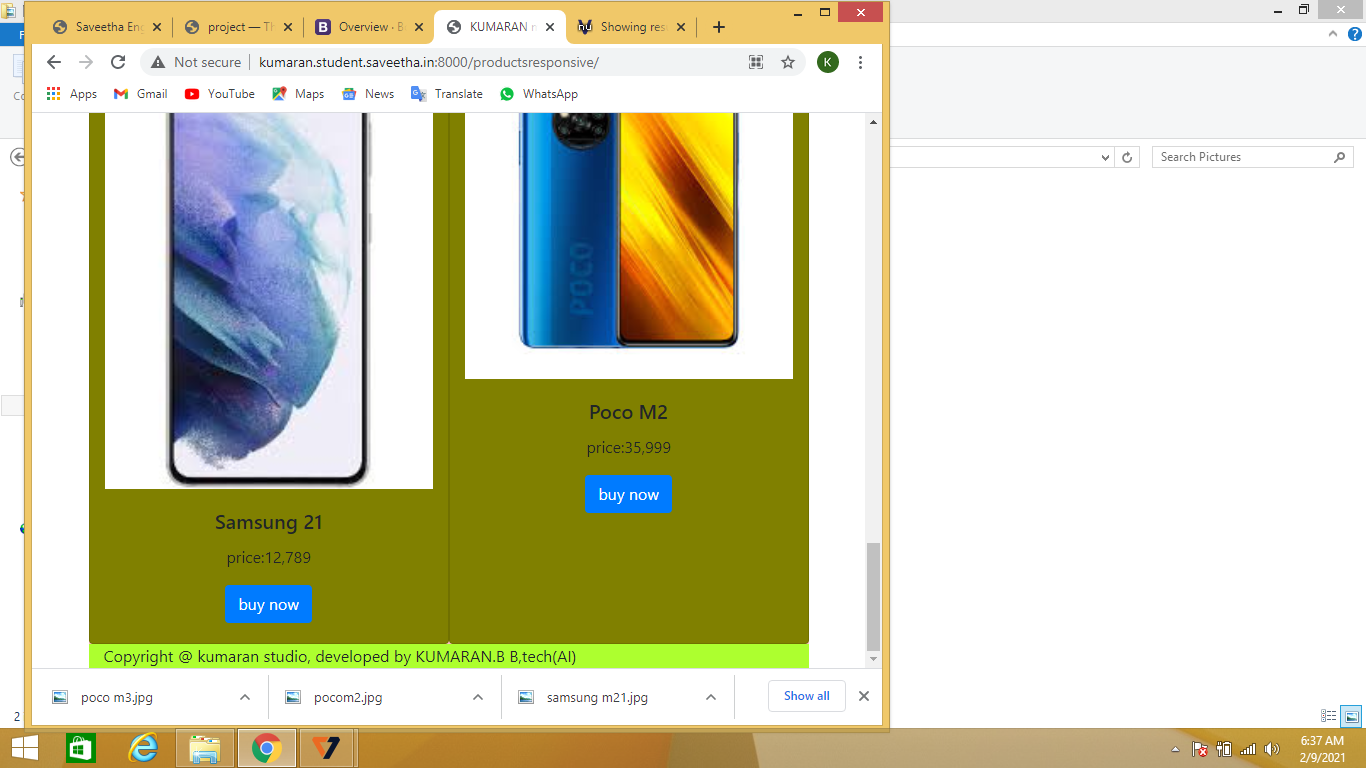 Saveetha Eng
project — Th
Overview · B
KUMARAN m
Showing res
Not secure
kumaran.student.saveetha.in:8000/productsresponsive/
K
Apps
Gmail
YouTube
Maps
News
Translate
WhatsApp
Search Pictures
POCO
Poco M2
price:35,999
buy now
Samsung 21
price:12,789
buy now
Copyright @ kumaran studio, developed by KUMARAN.B B,tech(AI)
poco m3.jpg
pocom2.jpg
samsung m21.jpg
Show all
2
6:37 AM
2/9/2021